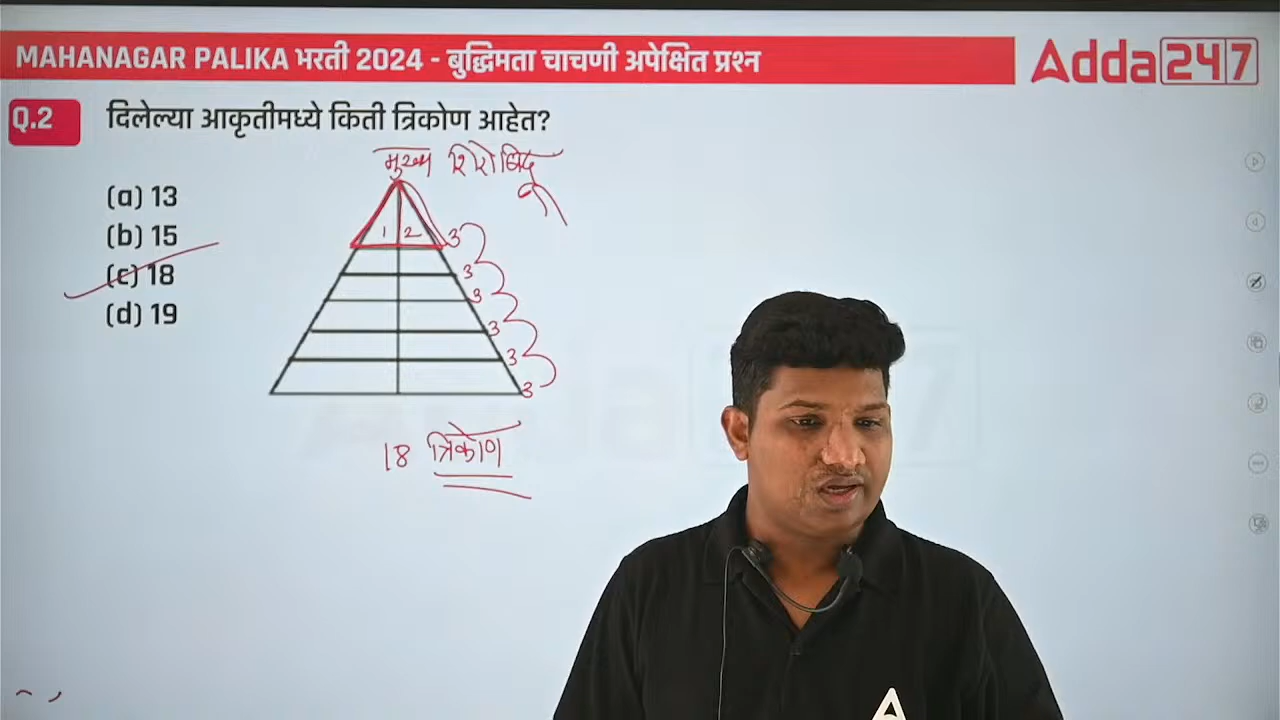 MAHANAGAR PALIKA भरती 2024 - बुद्धिमता चाचणी अपेक्षित प्रश्न
Adda247
Q.2 दिलेल्या आकृतीमध्ये किती त्रिकोण आहेत?
मुख्य शिरोबिंदू
(a) 13
(b) 15
(c) 18
(d) 19
1 2 3
3
3
3
3
3
18 त्रिकोण